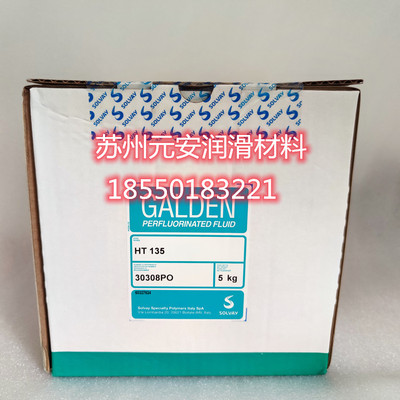 SOLVAY
苏州元安润滑材料
18550183221
GALDEN
PERFLUORINATED FLUID
HT 135
30308PO
5 kg
Solvay Specialty Polymers Italy SpA
SOLVAY